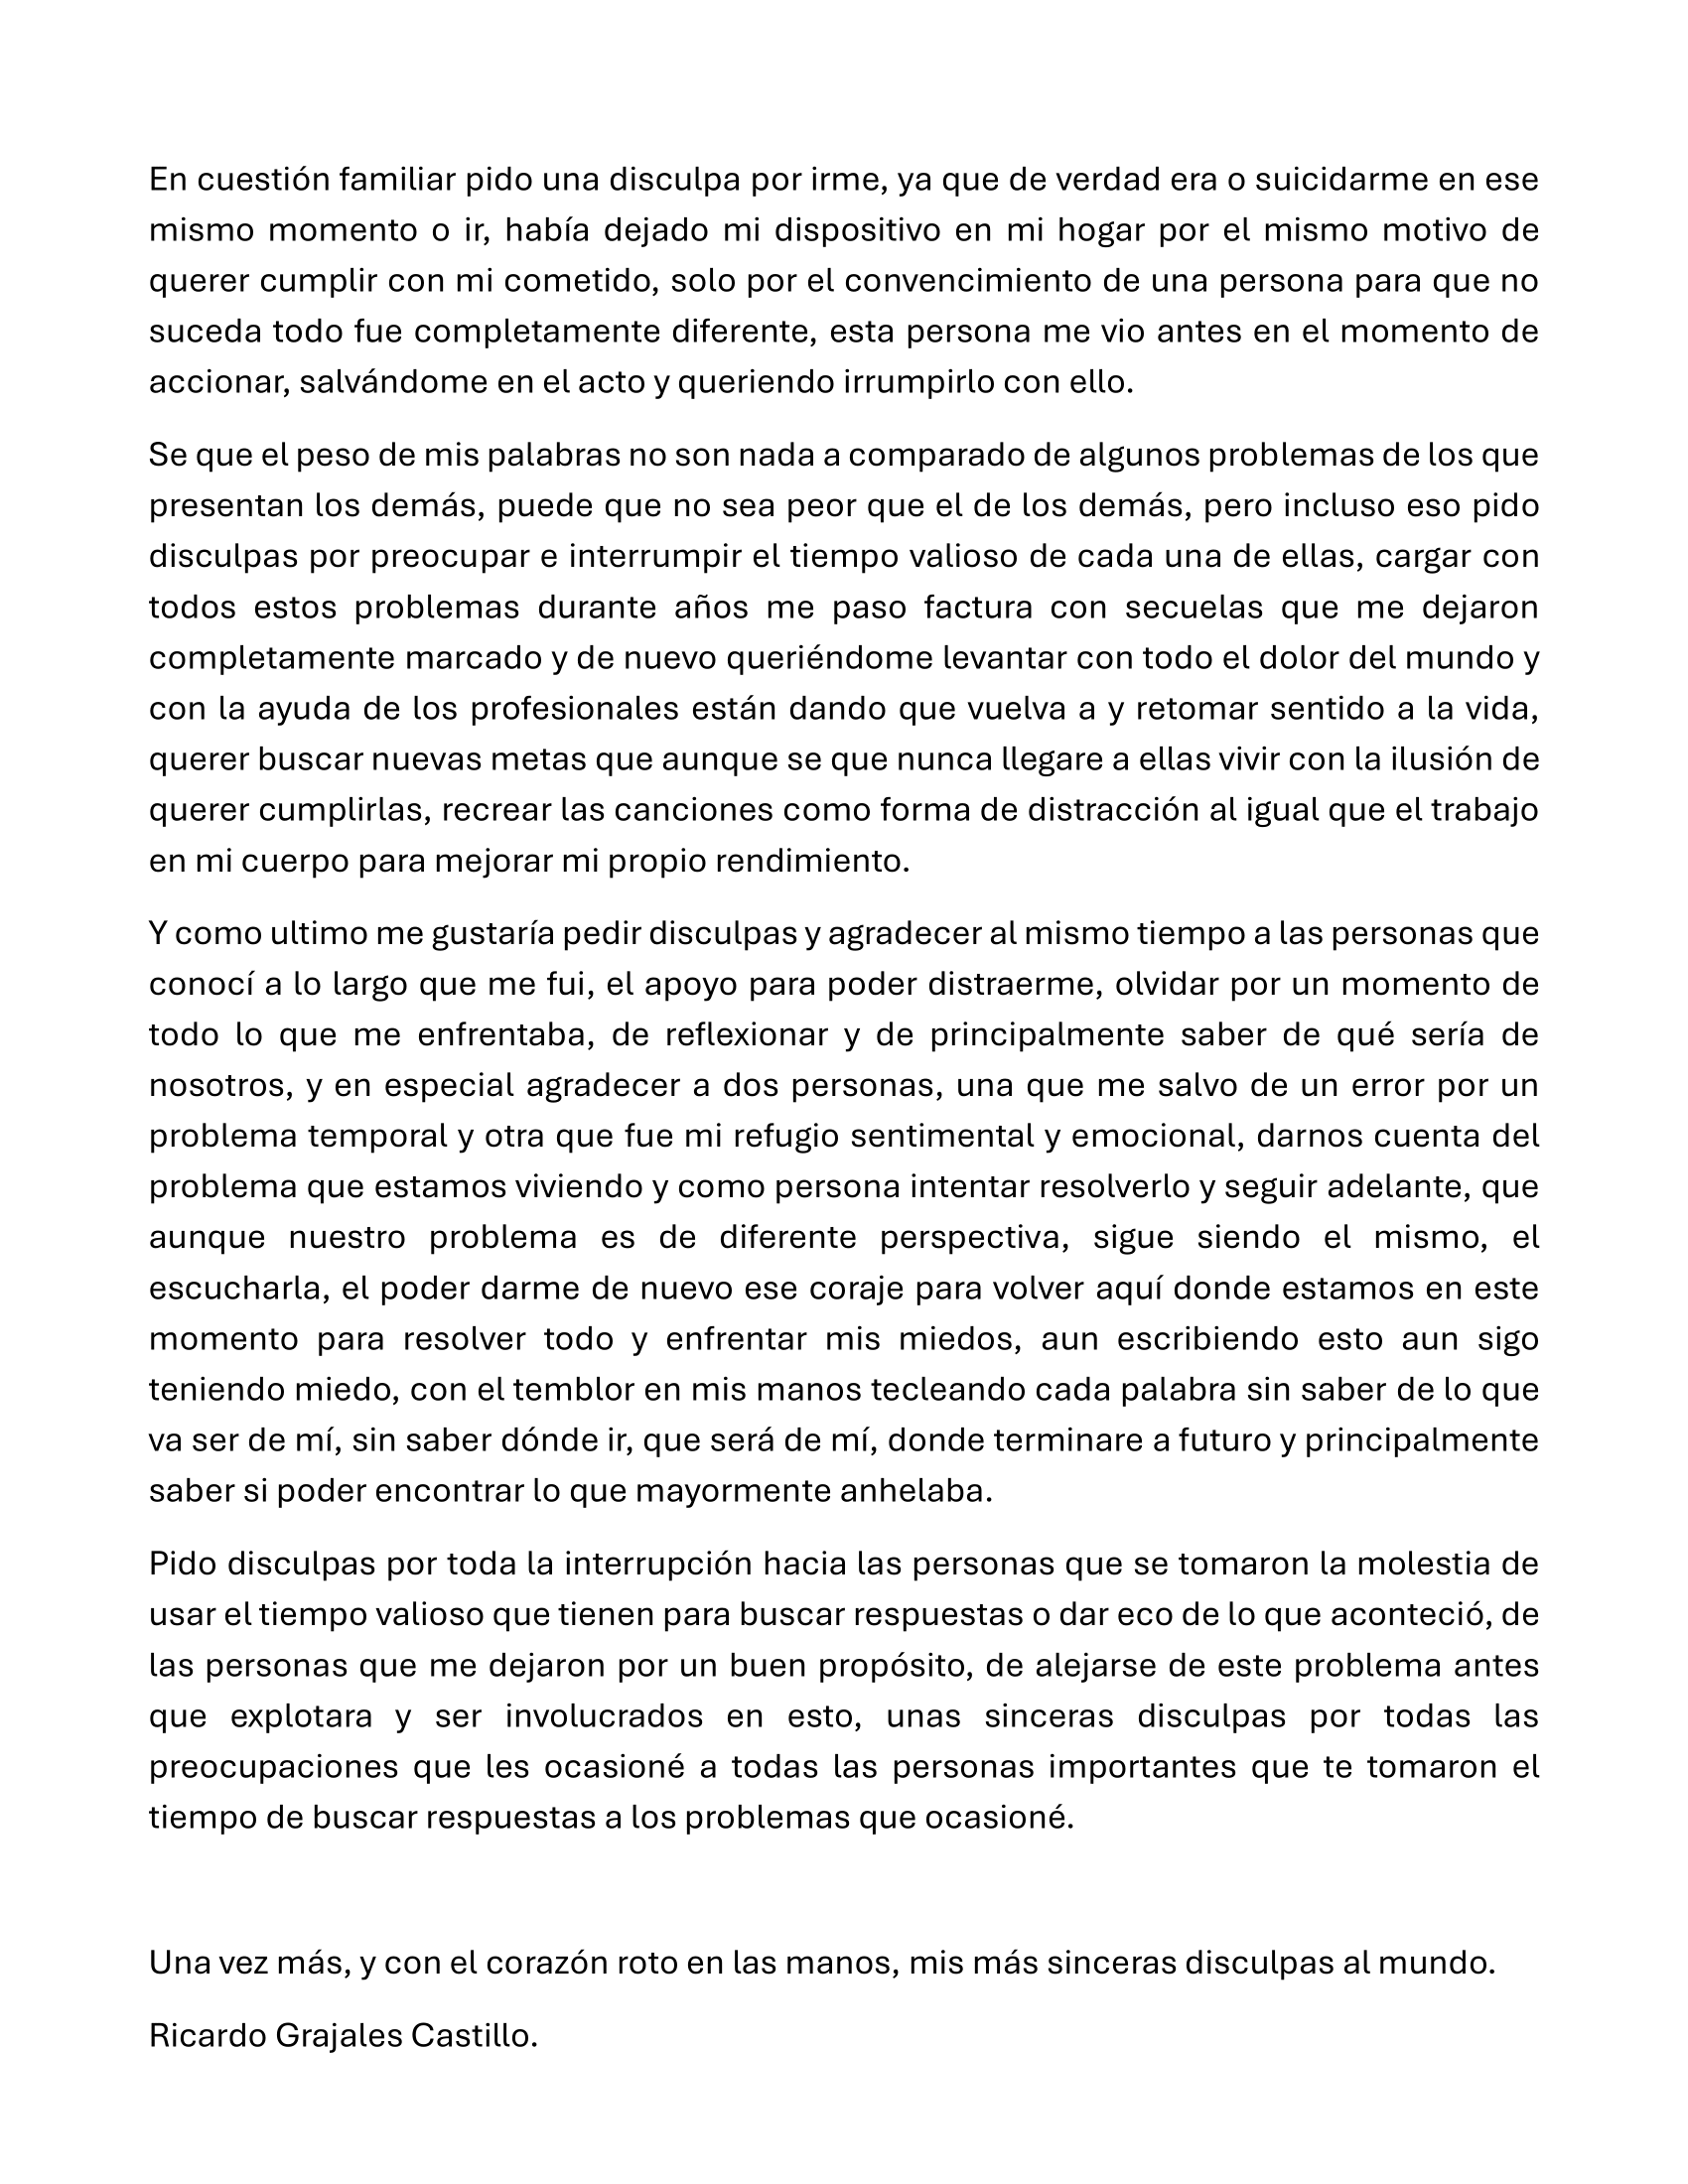 En cuestión familiar pido una disculpa por irme, ya que de verdad era o suicidarme en ese
mismo momento o ir, había dejado mi dispositivo en mi hogar por el mismo motivo de
querer cumplir con mi cometido, solo por el convencimiento de una persona para que no
suceda todo fue completamente diferente, esta persona me vio antes en el momento de
accionar, salvándome en el acto y queriendo irrumpirlo con ello.
Se que el peso de mis palabras no son nada a comparado de algunos problemas de los que
presentan los demás, puede que no sea peor que el de los demás, pero incluso eso pido
disculpas por preocupar e interrumpir el tiempo valioso de cada una de ellas, cargar con
todos estos problemas durante años me paso factura con secuelas que me dejaron
completamente marcado y de nuevo queriéndome levantar con todo el dolor del mundo y
con la ayuda de los profesionales están dando que vuelva a y retomar sentido a la vida,
querer buscar nuevas metas que aunque se que nunca llegare a ellas vivir con la ilusión de
querer cumplirlas, recrear las canciones como forma de distracción al igual que el trabajo
en mi cuerpo para mejorar mi propio rendimiento.
Y como ultimo me gustaría pedir disculpas y agradecer al mismo tiempo a las personas que
conocí a lo largo que me fui, el apoyo para poder distraerme, olvidar por un momento de
todo lo que me enfrentaba, de reflexionar y de principalmente saber de qué sería de
nosotros, y en especial agradecer a dos personas, una que me salvo de un error por un
problema temporal y otra que fue mi refugio sentimental y emocional, darnos cuenta del
problema que estamos viviendo y como persona intentar resolverlo y seguir adelante, que
aunque nuestro problema es de diferente perspectiva, sigue siendo el mismo, el
escucharla, el poder darme de nuevo ese coraje para volver aquí donde estamos en este
momento para resolver todo y enfrentar mis miedos, aun escribiendo esto aun sigo
teniendo miedo, con el temblor en mis manos tecleando cada palabra sin saber de lo que
va ser de mí, sin saber dónde ir, que será de mí, donde terminare a futuro y principalmente
saber si poder encontrar lo que mayormente anhelaba.
Pido disculpas por toda la interrupción hacia las personas que se tomaron la molestia de
usar el tiempo valioso que tienen para buscar respuestas o dar eco de lo que aconteció, de
las personas que me dejaron por un buen propósito, de alejarse de este problema antes
que explotara y ser involucrados en esto, unas sinceras disculpas por todas las
preocupaciones que les ocasioné a todas las personas importantes que te tomaron el
tiempo de buscar respuestas a los problemas que ocasioné.
Una vez más, y con el corazón roto en las manos, mis más sinceras disculpas al mundo.
Ricardo Grajales Castillo.